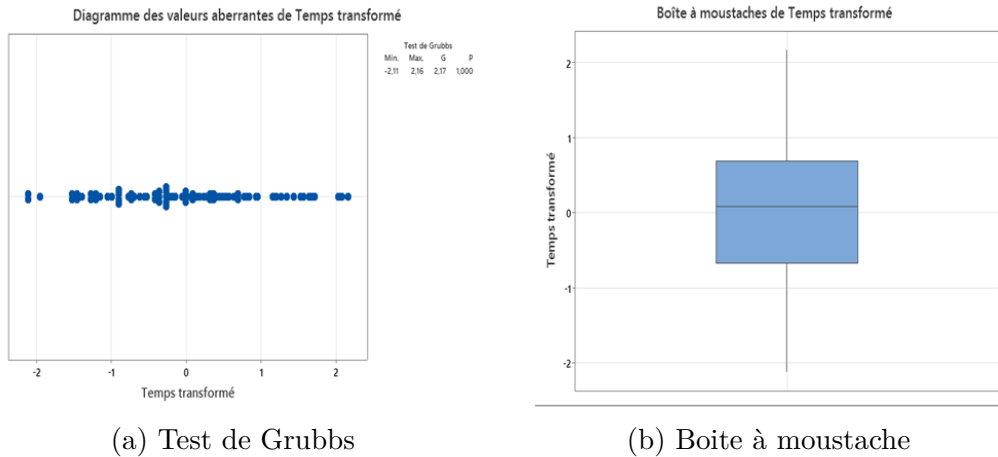 Diagramme des valeurs aberrantes de Temps transformé
Test de Grubbs
Min. Max. G P
-2,11 2,16 2,17 1,000
-2 -1 0 1 2
Temps transformé
(a) Test de Grubbs
Boîte à moustaches de Temps transformé
Temps transformé
2
1
0
-1
-2
(b) Boite à moustache